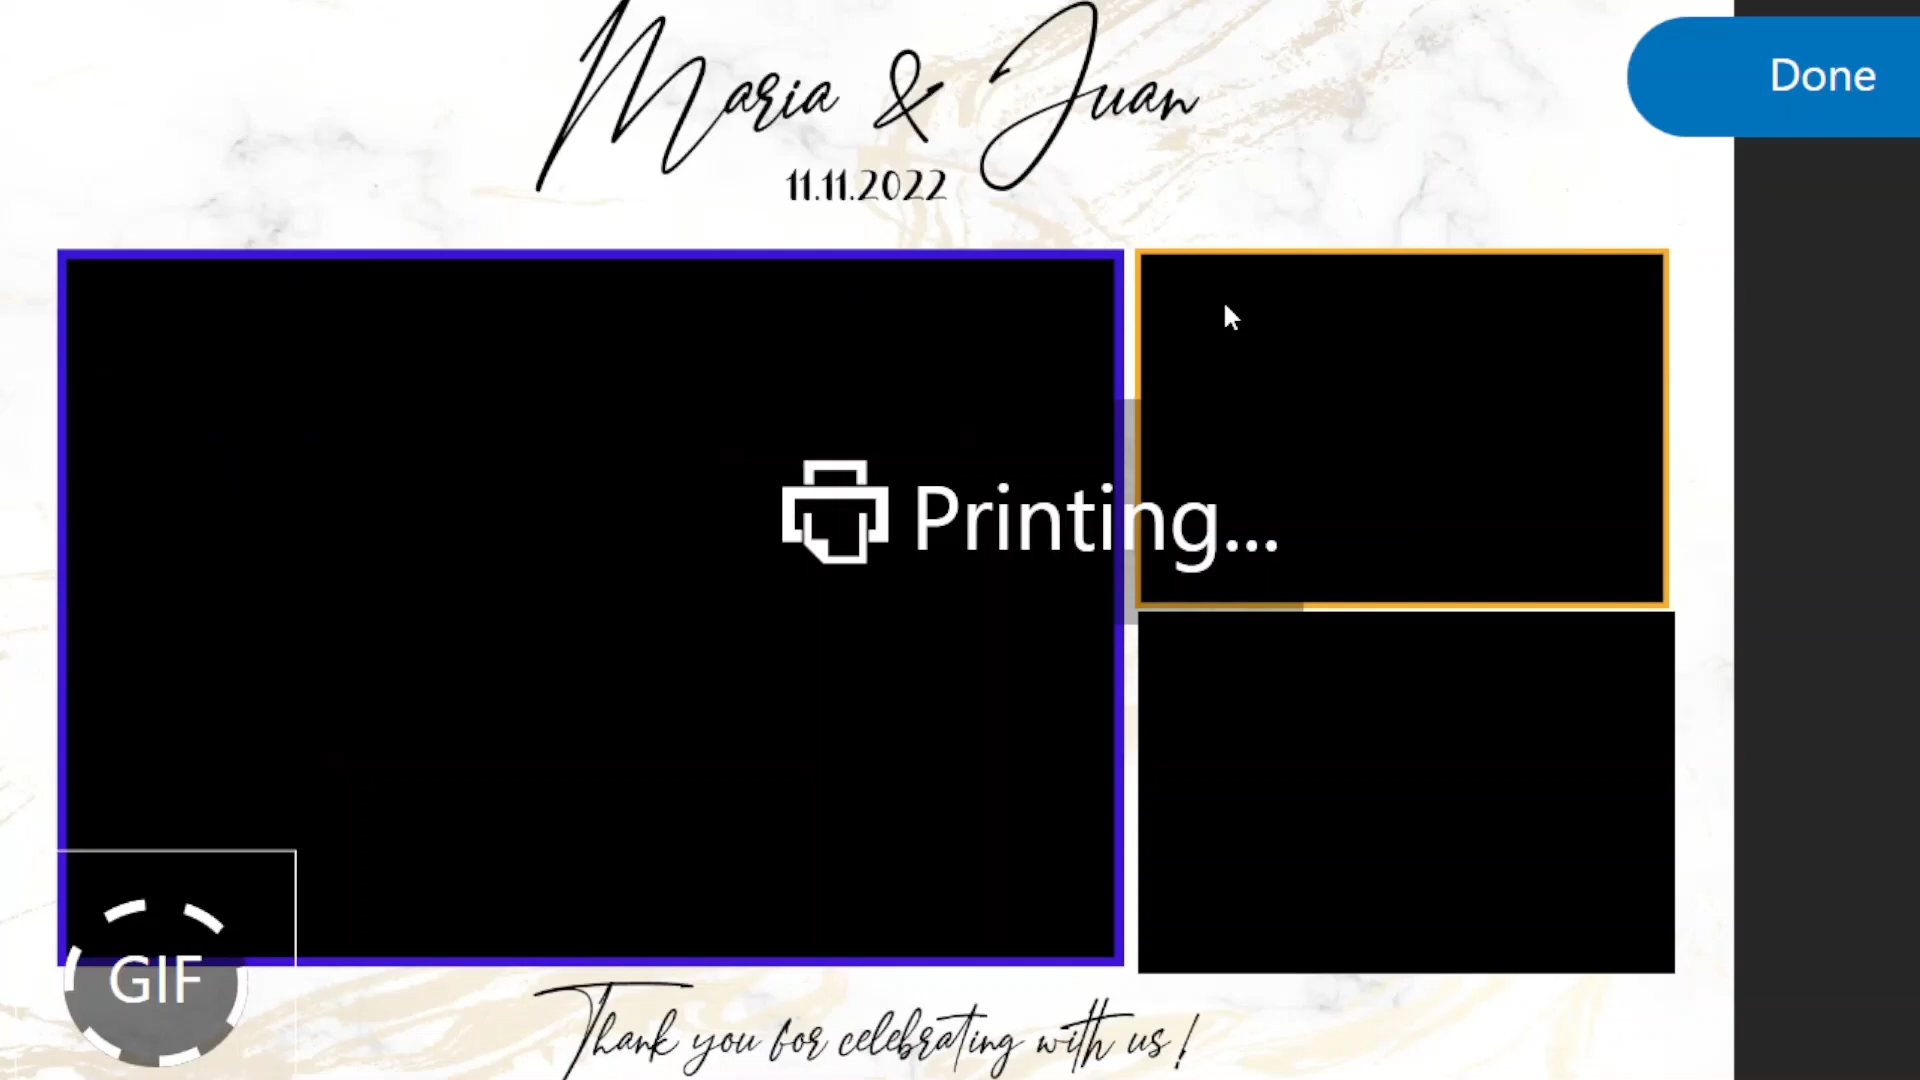 Maria & Juan
Done
11.11.2022
Printing...
GIF
Thank you for celebrating with us!